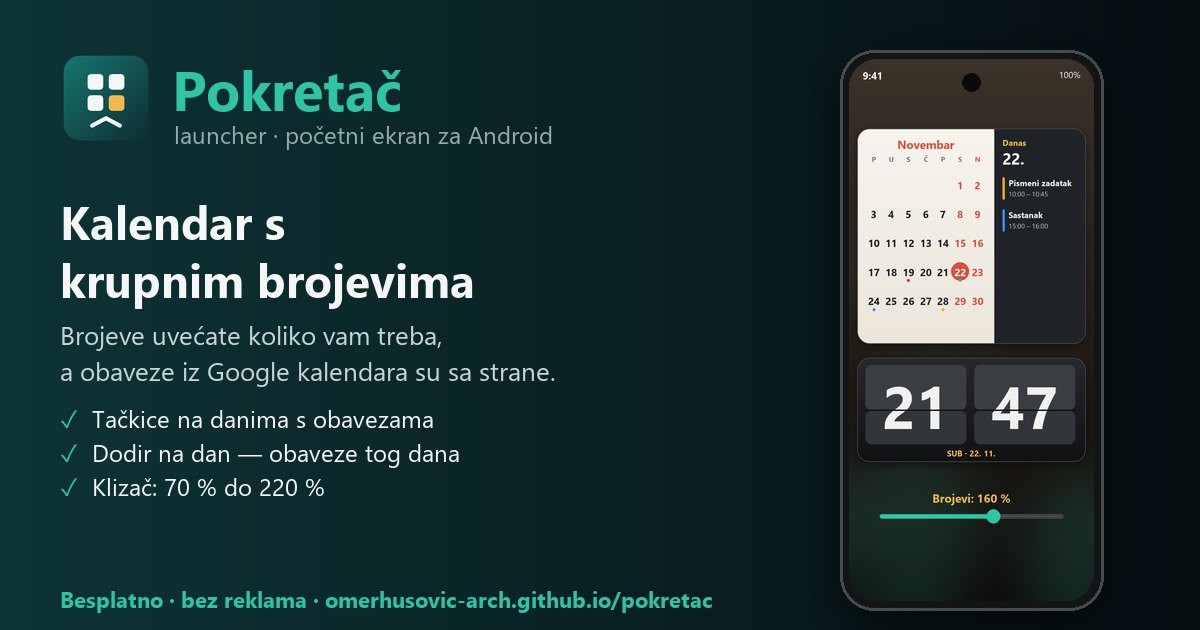 Pokretač
launcher · početni ekran za Android
Kalendar s
krupnim brojevima
Brojeve uvećate koliko vam treba,
a obaveze iz Google kalendara su sa strane.
✓ Tačkice na danima s obavezama
✓ Dodir na dan — obaveze tog dana
✓ Klizač: 70 % do 220 %
Besplatno · bez reklama · omerhusovic-arch.github.io/pokretac
9:41
100%
Novembar
P U S Č P S N
1 2
3 4 5 6 7 8 9
10 11 12 13 14 15 16
17 18 19 20 21 22 23
24 25 26 27 28 29 30
Danas
22.
Pismeni zadatak
10:00 – 10:45
Sastanak
15:00 – 16:00
21 47
SUB · 22. 11.
Brojevi: 160 %